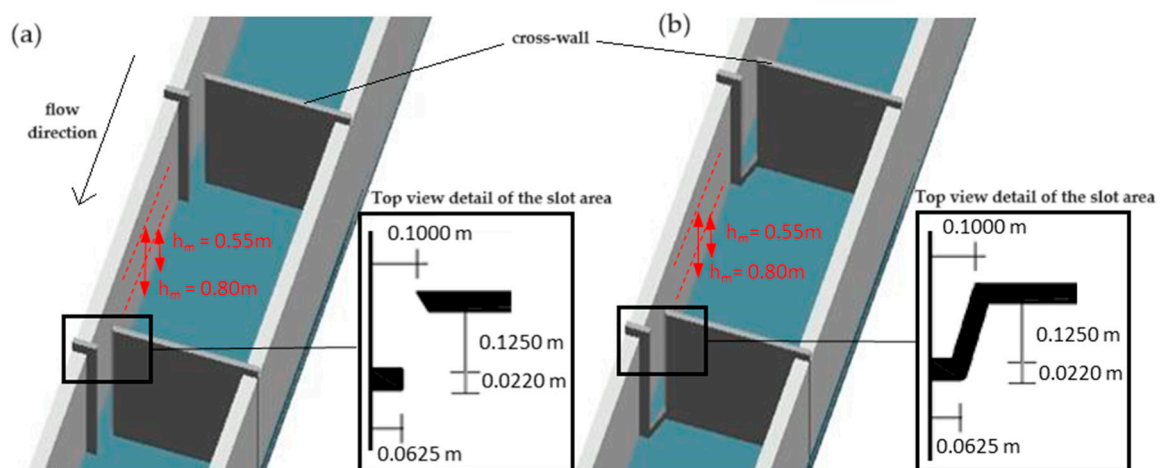 (a)
flow
direction
cross-wall
hₘ = 0.55m
hₘ = 0.80m
Top view detail of the slot area
0.1000 m
0.1250 m
0.0220 m
0.0625 m
(b)
hₘ = 0.55m
hₘ = 0.80m
Top view detail of the slot area
0.1000 m
0.1250 m
0.0220 m
0.0625 m